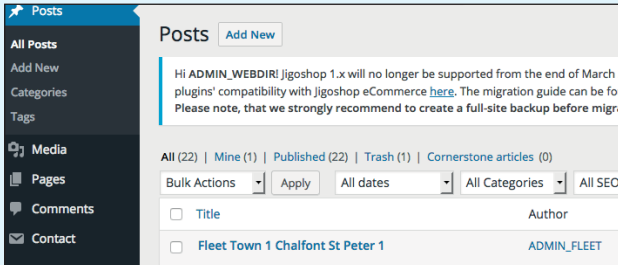 Posts
All Posts
Add New
Categories
Tags
Media
Pages
Comments
Contact
Posts Add New
Hi ADMIN_WEBDIR! Jigoshop 1.x will no longer be supported from the end of March
plugins' compatibility with Jigoshop eCommerce here. The migration guide can be fo
Please note, that we strongly recommend to create a full-site backup before migra
All (22) | Mine (1) | Published (22) | Trash (1) | Cornerstone articles (0)
Bulk Actions Apply All dates All Categories All SEO
Title Author
Fleet Town 1 Chalfont St Peter 1 ADMIN_FLEET